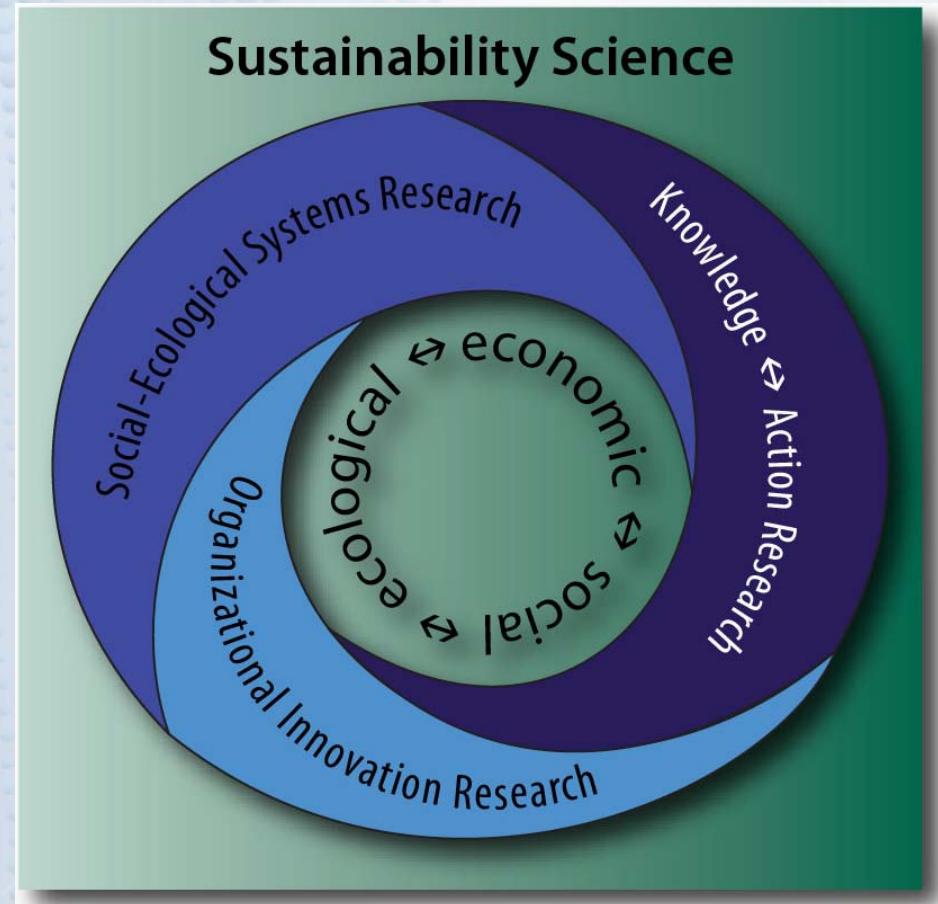 Sustainability Science
Social-Ecological Systems Research
Knowledge ↔ Action Research
Organizational Innovation Research
ecological ↔ economic ↔ social ↔